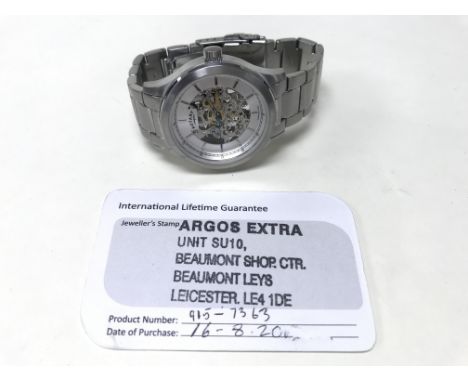 ROTARY
International Lifetime Guarantee
Jeweller's Stamp ARGOS EXTRA
UNIT SU10,
BEAUMONT SHOP. CTR.
BEAUMONT LEYS
LEICESTER. LE4 1DE
Product Number: 915-7363
Date of Purchase: 16-8.20